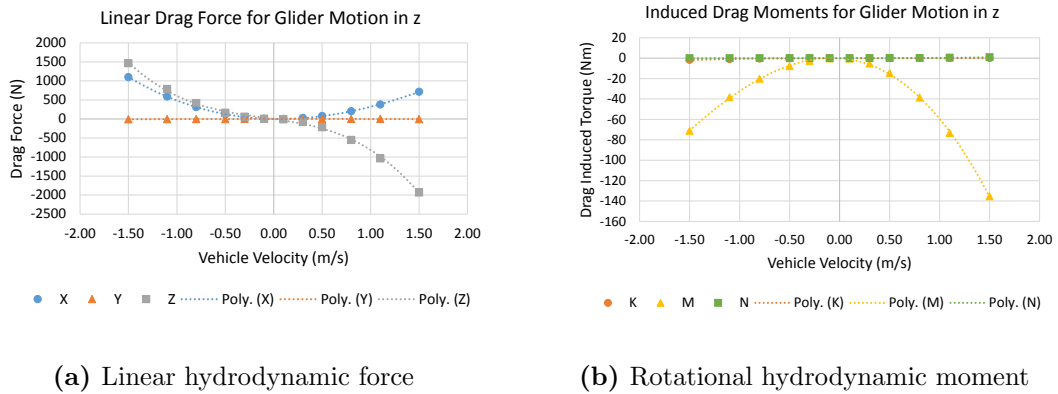 Linear Drag Force for Glider Motion in z
Drag Force (N)
2000
1500
1000
500
0
-500
-1000
-1500
-2000
-2500
-2.00 -1.50 -1.00 -0.50 0.00 0.50 1.00 1.50 2.00
Vehicle Velocity (m/s)
X Y Z Poly. (X) Poly. (Y) Poly. (Z)
(a) Linear hydrodynamic force
Induced Drag Moments for Glider Motion in z
Drag Induced Torque (Nm)
20
0
-20
-40
-60
-80
-100
-120
-140
-160
-2.00 -1.50 -1.00 -0.50 0.00 0.50 1.00 1.50 2.00
Vehicle Velocity (m/s)
K M N Poly. (K) Poly. (M) Poly. (N)
(b) Rotational hydrodynamic moment